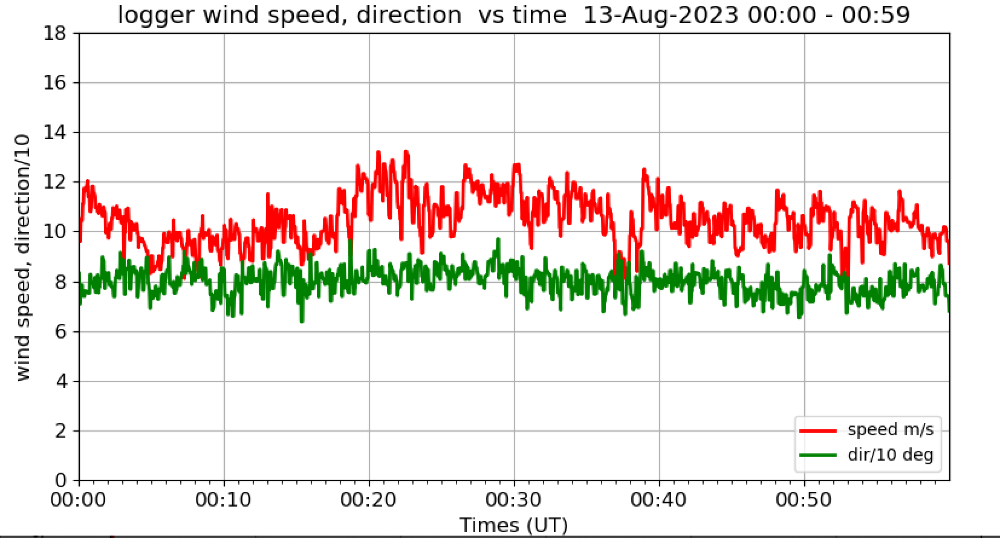 logger wind speed, direction  vs time  13-Aug-2023 00:00 - 00:59
18
16
14
12
10
8
6
4
2
0
wind speed, direction/10
speed m/s
dir/10 deg
00:00 00:10 00:20 00:30 00:40 00:50
Times (UT)